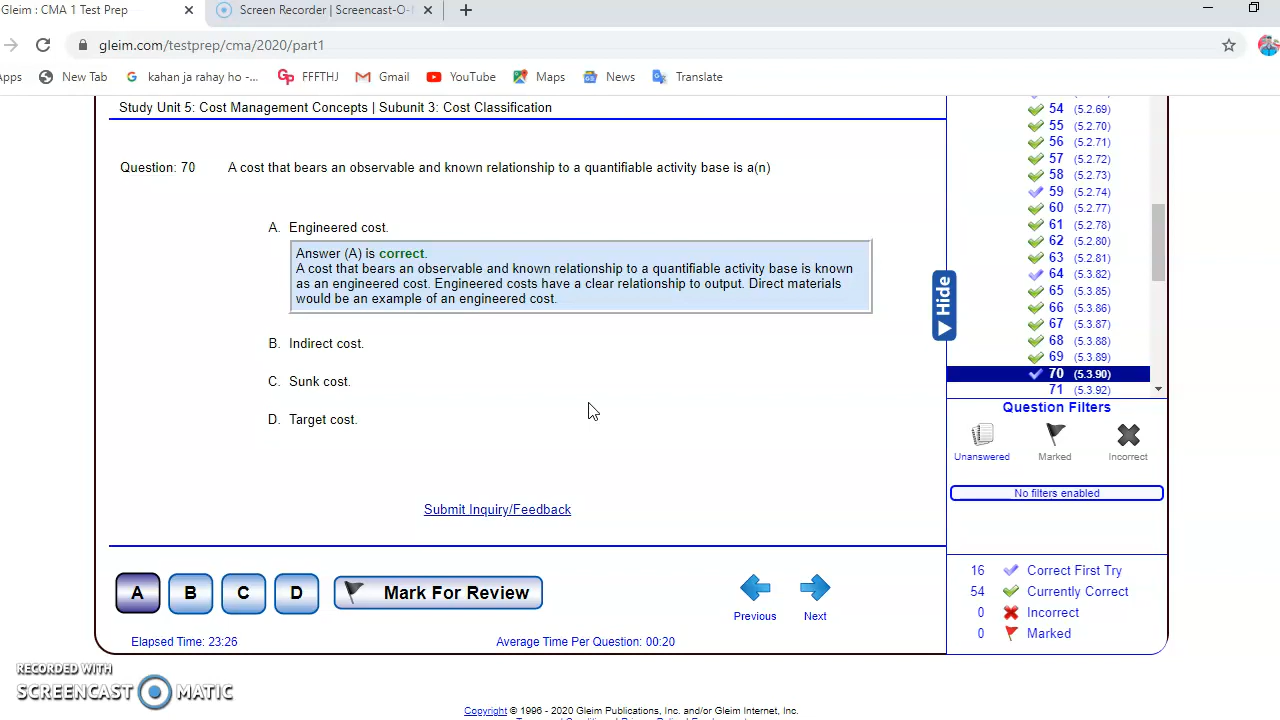 Gleim : CMA 1 Test Prep
Screen Recorder | Screencast-O-
gleim.com/testprep/cma/2020/part1
pps
New Tab
kahan ja rahay ho -...
FFFTHJ
Gmail
YouTube
Maps
News
Translate
Study Unit 5: Cost Management Concepts | Subunit 3: Cost Classification
Question: 70 A cost that bears an observable and known relationship to a quantifiable activity base is a(n)
A. Engineered cost.
Answer (A) is correct.
A cost that bears an observable and known relationship to a quantifiable activity base is known
as an engineered cost. Engineered costs have a clear relationship to output. Direct materials
would be an example of an engineered cost.
B. Indirect cost.
C. Sunk cost.
D. Target cost.
Submit Inquiry/Feedback
A B C D Mark For Review
Previous
Next
Elapsed Time: 23:26
Average Time Per Question: 00:20
Hide
54 (5.2.69)
55 (5.2.70)
56 (5.2.71)
57 (5.2.72)
58 (5.2.73)
59 (5.2.74)
60 (5.2.77)
61 (5.2.78)
62 (5.2.80)
63 (5.2.81)
64 (5.3.82)
65 (5.3.85)
66 (5.3.86)
67 (5.3.87)
68 (5.3.88)
69 (5.3.89)
70 (5.3.90)
71 (5.3.92)
Question Filters
Unanswered
Marked
Incorrect
No filters enabled
16 Correct First Try
54 Currently Correct
0 Incorrect
0 Marked
RECORDED WITH
SCREENCAST MATIC
Copyright © 1996 - 2020 Gleim Publications, Inc. and/or Gleim Internet, Inc.